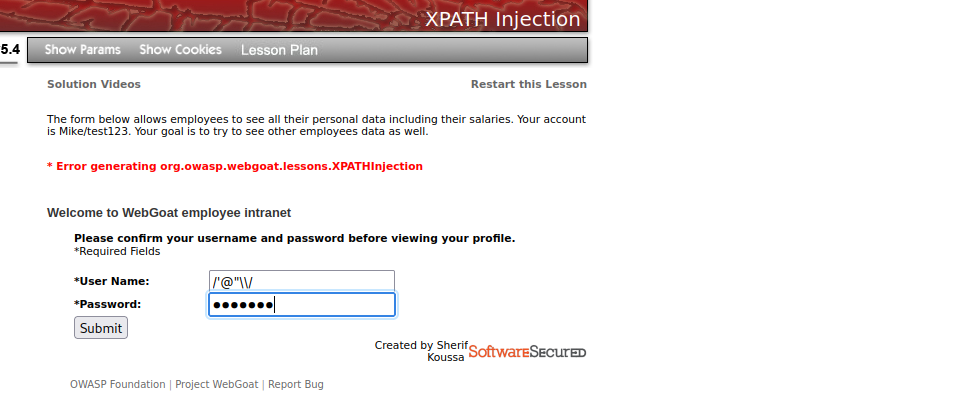 XPATH Injection
5.4 Show Params Show Cookies Lesson Plan
Solution Videos Restart this Lesson
The form below allows employees to see all their personal data including their salaries. Your account
is Mike/test123. Your goal is to try to see other employees data as well.
* Error generating org.owasp.webgoat.lessons.XPATHInjection
Welcome to WebGoat employee intranet
Please confirm your username and password before viewing your profile.
*Required Fields
*User Name: /'@"\\/
*Password: ●●●●●●●
Submit
Created by Sherif
Koussa SOFTWARESECURED
OWASP Foundation | Project WebGoat | Report Bug